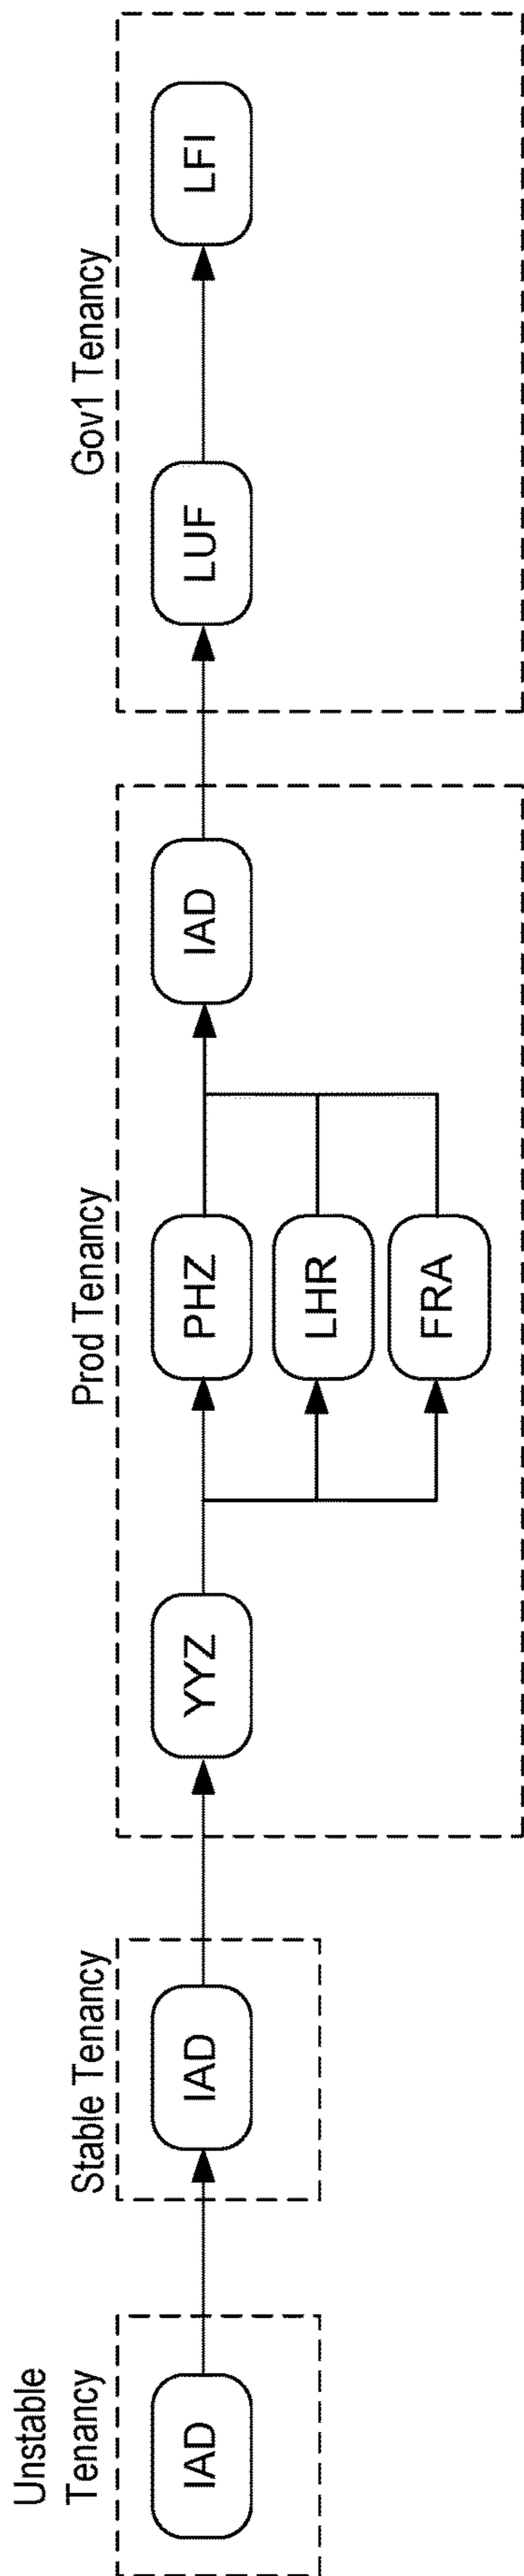 Unstable
Tenancy
IAD
Stable Tenancy
IAD
Prod Tenancy
YYZ
PHZ
LHR
FRA
IAD
Gov1 Tenancy
LUF
LFI